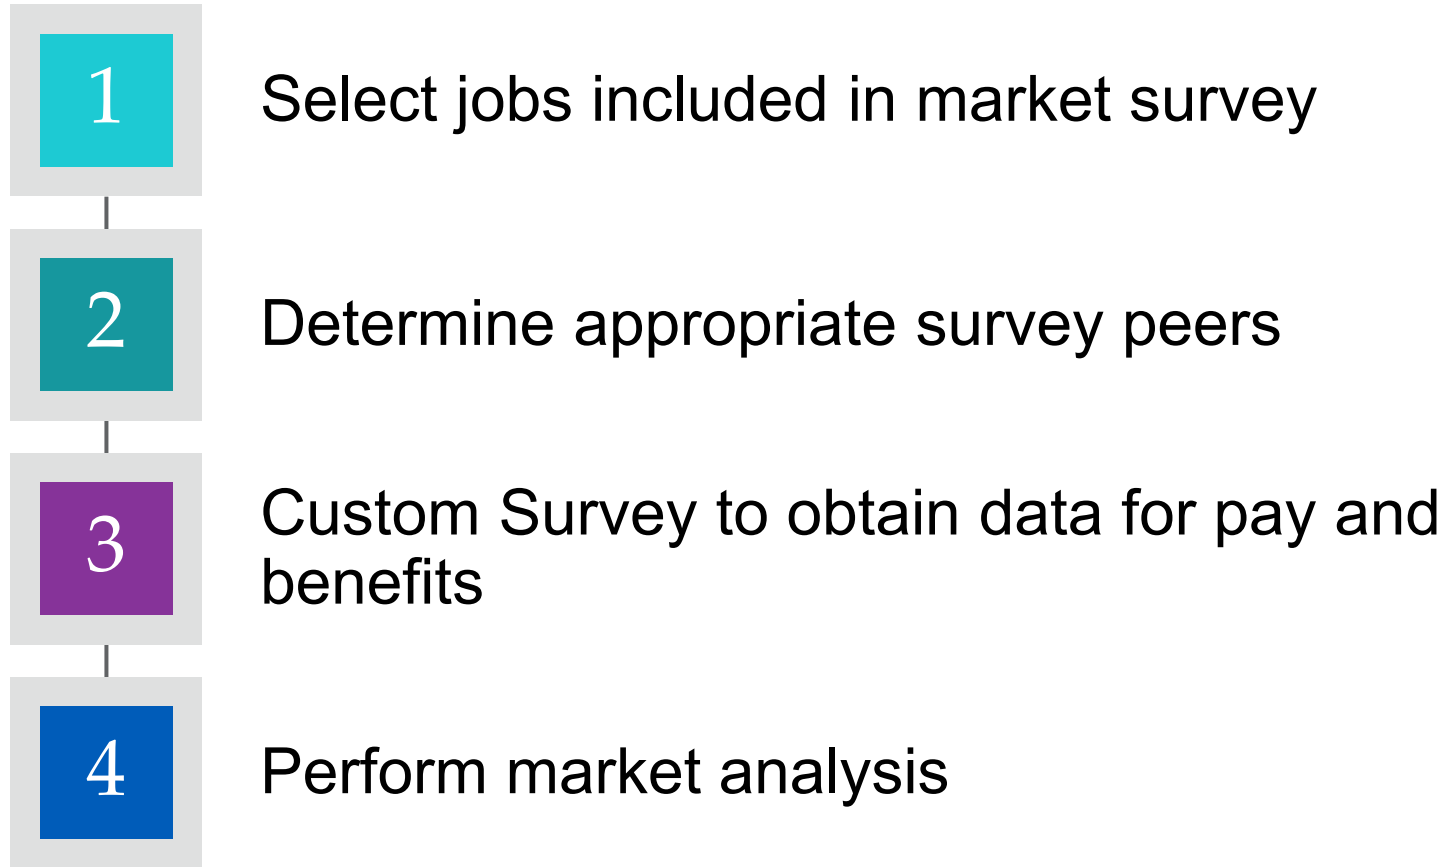 1
Select jobs included in market survey
2
Determine appropriate survey peers
3
Custom Survey to obtain data for pay and
benefits
4
Perform market analysis